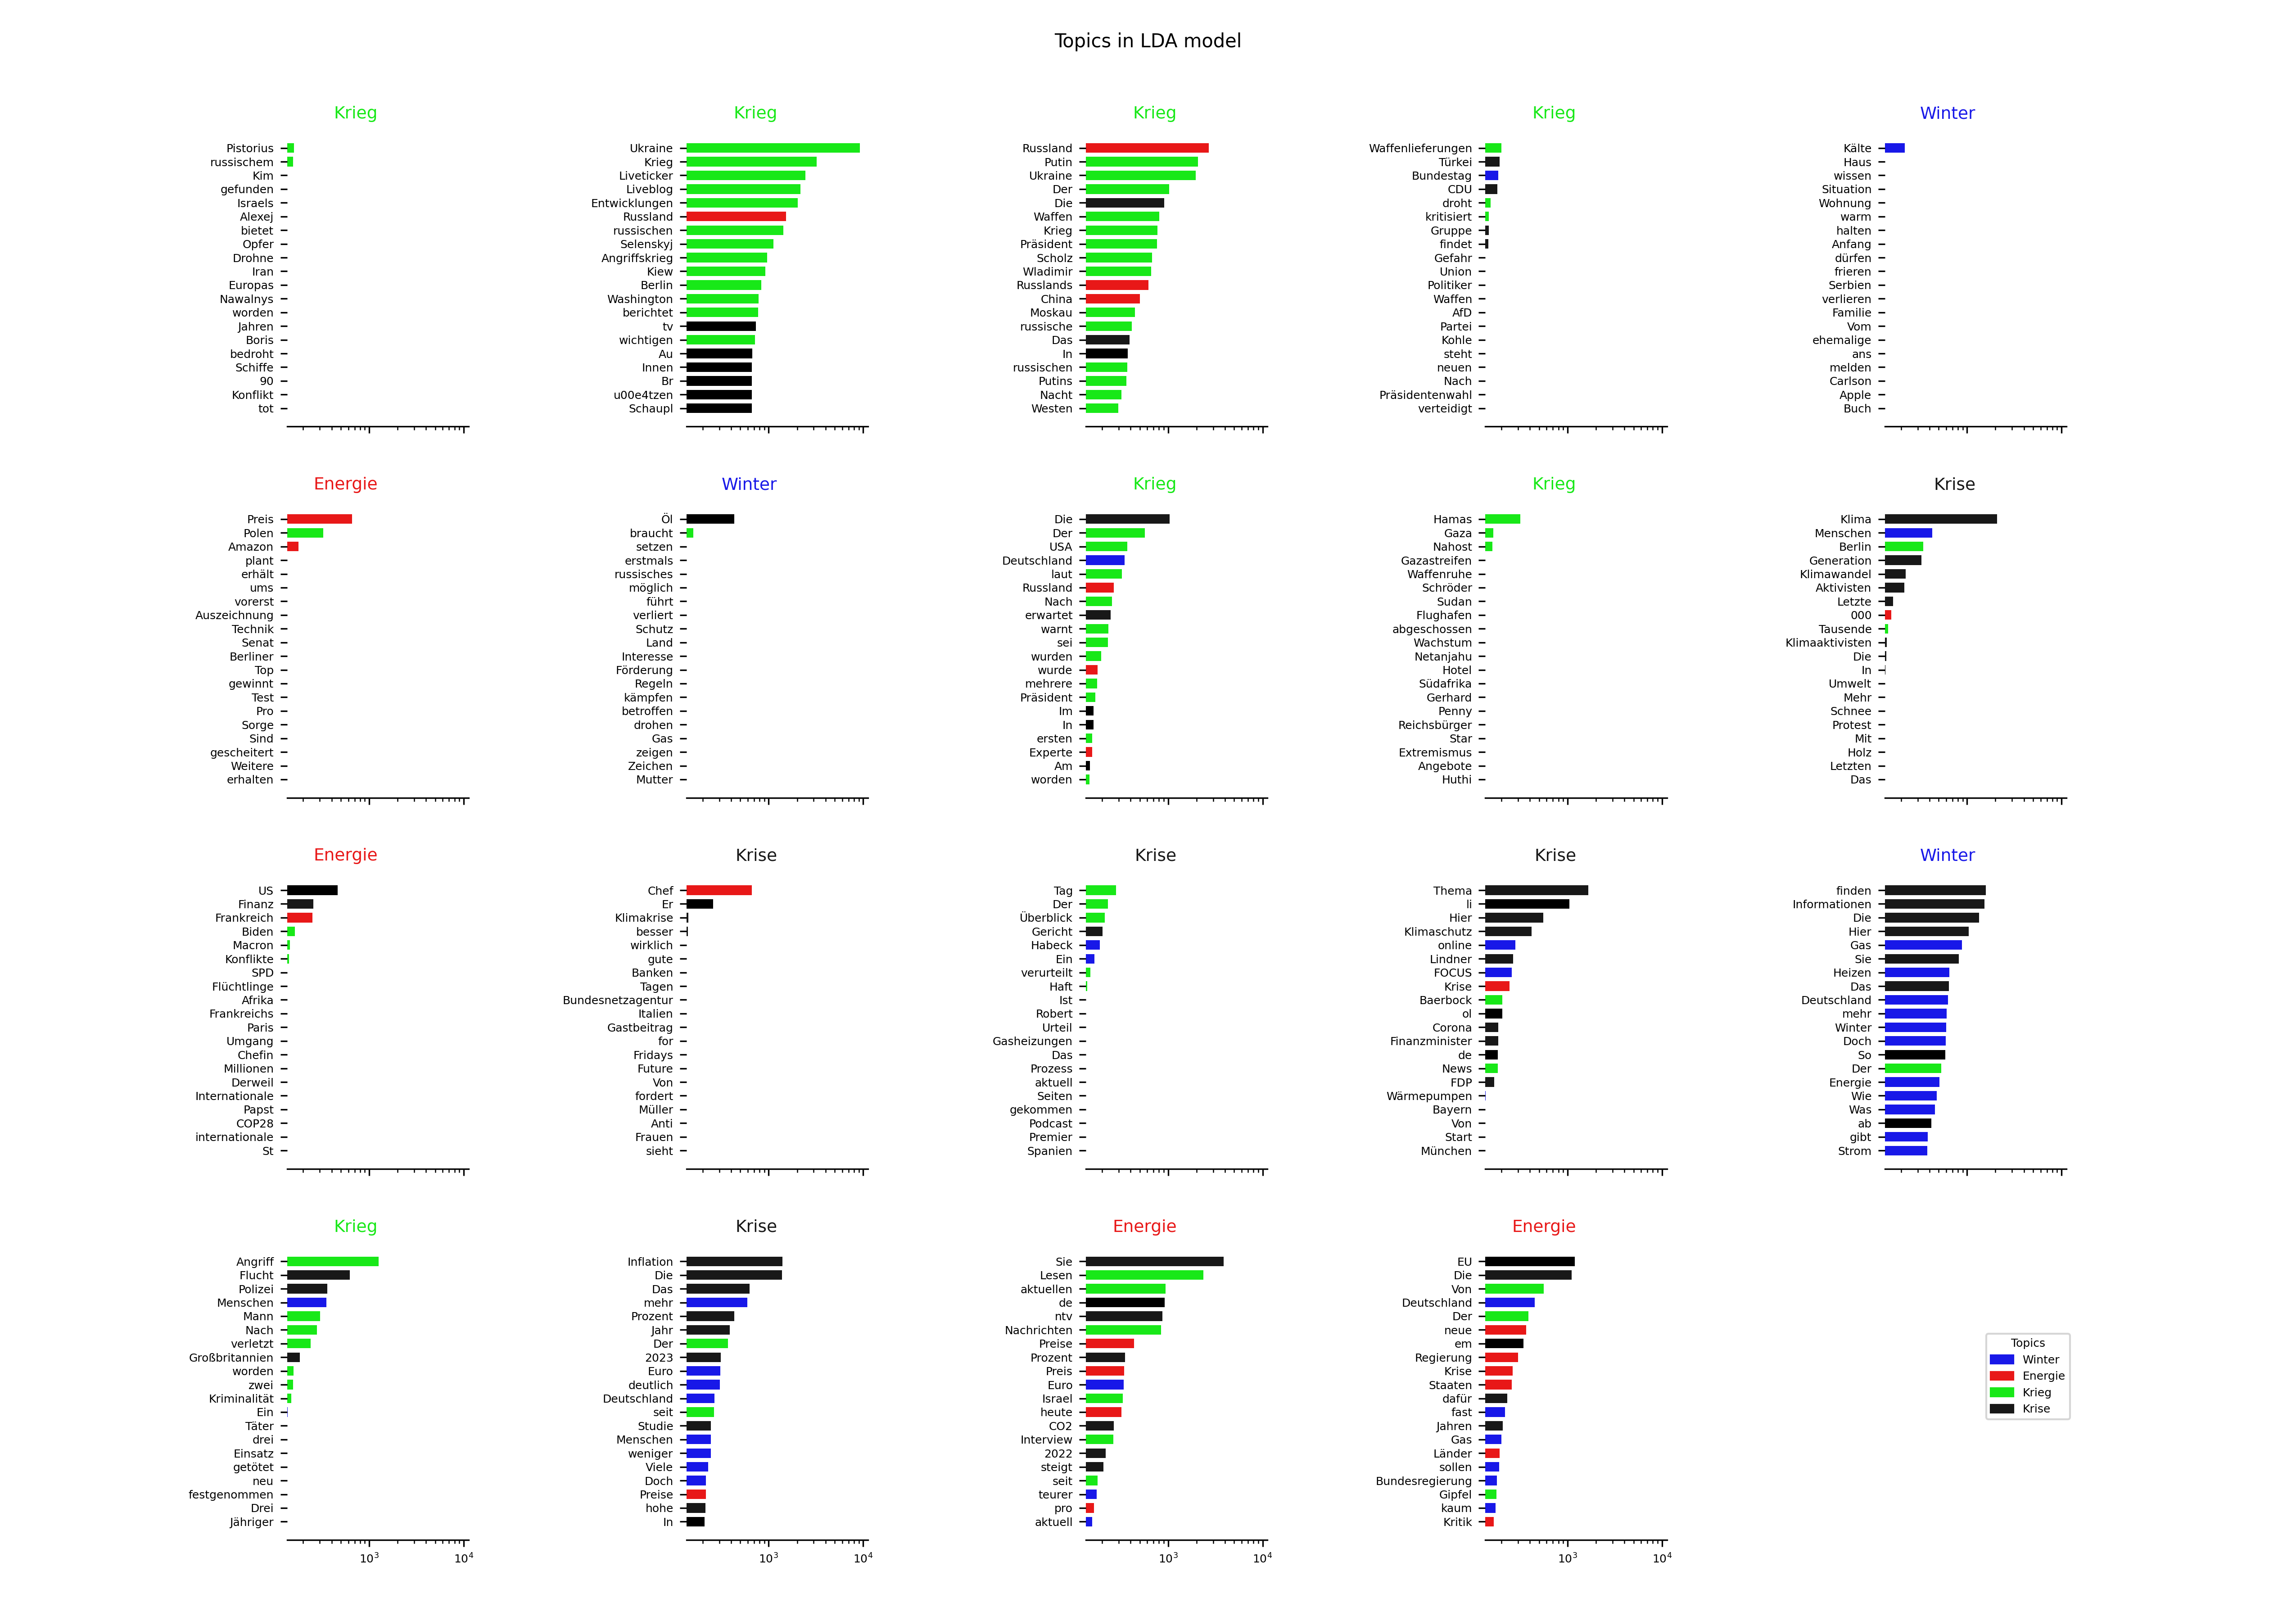 Topics in LDA model
Krieg
Pistorius
russischem
Kim
gefunden
Israels
Alexej
bietet
Opfer
Drohne
Iran
Europas
Nawalnys
worden
Jahren
Boris
bedroht
Schiffe
90
Konflikt
tot
Krieg
Ukraine
Krieg
Liveticker
Liveblog
Entwicklungen
Russland
russischen
Selenskyj
Angriffskrieg
Kiew
Berlin
Washington
berichtet
tv
wichtigen
Au
Innen
Br
u00e4tzen
Schaupl
Krieg
Russland
Putin
Ukraine
Der
Die
Waffen
Krieg
Präsident
Scholz
Wladimir
Russlands
China
Moskau
russische
Das
In
russischen
Putins
Nacht
Westen
Krieg
Waffenlieferungen
Türkei
Bundestag
CDU
droht
kritisiert
Gruppe
findet
Gefahr
Union
Politiker
Waffen
AfD
Partei
Kohle
steht
neuen
Nach
Präsidentenwahl
verteidigt
Winter
Kälte
Haus
wissen
Situation
Wohnung
warm
halten
Anfang
dürfen
frieren
Serbien
verlieren
Familie
Vom
ehemalige
ans
melden
Carlson
Apple
Buch
Energie
Preis
Polen
Amazon
plant
erhält
ums
vorerst
Auszeichnung
Technik
Senat
Berliner
Top
gewinnt
Test
Pro
Sorge
Sind
gescheitert
Weitere
erhalten
Winter
Öl
braucht
setzen
erstmals
russisches
möglich
führt
verliert
Schutz
Land
Interesse
Förderung
Regeln
kämpfen
betroffen
drohen
Gas
zeigen
Zeichen
Mutter
Krieg
Die
Der
USA
Deutschland
laut
Russland
Nach
erwartet
warnt
sei
wurden
wurde
mehrere
Präsident
Im
In
ersten
Experte
Am
worden
Krieg
Hamas
Gaza
Nahost
Gazastreifen
Waffenruhe
Schröder
Sudan
Flughafen
abgeschossen
Wachstum
Netanjahu
Hotel
Südafrika
Gerhard
Penny
Reichsbürger
Star
Extremismus
Angebote
Huthi
Krise
Klima
Menschen
Berlin
Generation
Klimawandel
Aktivisten
Letzte
000
Tausende
Klimaaktivisten
Die
In
Umwelt
Mehr
Schnee
Protest
Mit
Holz
Letzten
Das
Energie
US
Finanz
Frankreich
Biden
Macron
Konflikte
SPD
Flüchtlinge
Afrika
Frankreichs
Paris
Umgang
Chefin
Millionen
Derweil
Internationale
Papst
COP28
internationale
St
Krise
Chef
Er
Klimakrise
besser
wirklich
gute
Banken
Tagen
Bundesnetzagentur
Italien
Gastbeitrag
for
Fridays
Future
Von
fordert
Müller
Anti
Frauen
sieht
Krise
Tag
Der
Überblick
Gericht
Habeck
Ein
verurteilt
Haft
Ist
Robert
Urteil
Gasheizungen
Das
Prozess
aktuell
Seiten
gekommen
Podcast
Premier
Spanien
Krise
Thema
li
Hier
Klimaschutz
online
Lindner
FOCUS
Krise
Baerbock
ol
Corona
Finanzminister
de
News
FDP
Wärmepumpen
Bayern
Von
Start
München
Winter
finden
Informationen
Die
Hier
Gas
Sie
Heizen
Das
Deutschland
mehr
Winter
Doch
So
Der
Energie
Wie
Was
ab
gibt
Strom
Krieg
Angriff
Flucht
Polizei
Menschen
Mann
Nach
verletzt
Großbritannien
worden
zwei
Kriminalität
Ein
Täter
drei
Einsatz
getötet
neu
festgenommen
Drei
Jähriger
10³ 10⁴
Krise
Inflation
Die
Das
mehr
Prozent
Jahr
Der
2023
Euro
deutlich
Deutschland
seit
Studie
Menschen
weniger
Viele
Doch
Preise
hohe
In
10³ 10⁴
Energie
Sie
Lesen
aktuellen
de
ntv
Nachrichten
Preise
Prozent
Preis
Euro
Israel
heute
CO2
Interview
2022
steigt
seit
teurer
pro
aktuell
10³ 10⁴
Energie
EU
Die
Von
Deutschland
Der
neue
em
Regierung
Krise
Staaten
dafür
fast
Jahren
Gas
Länder
sollen
Bundesregierung
Gipfel
kaum
Kritik
10³ 10⁴
Topics
Winter
Energie
Krieg
Krise